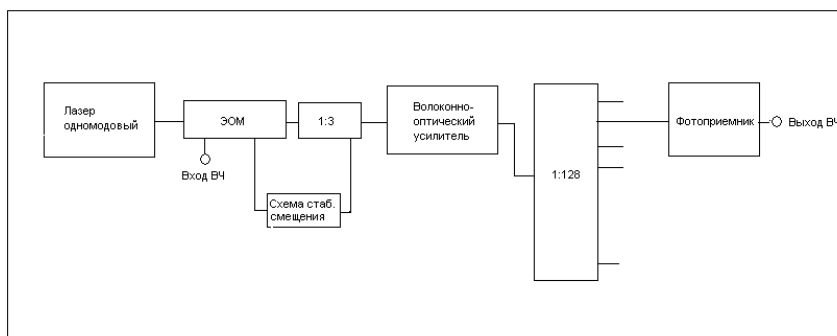 Лазер
одномодовый
ЭОМ
1:3
Вход ВЧ
Схема стаб.
смещения
Волоконно-
оптический
усилитель
1:128
Фотоприемник
Выход ВЧ